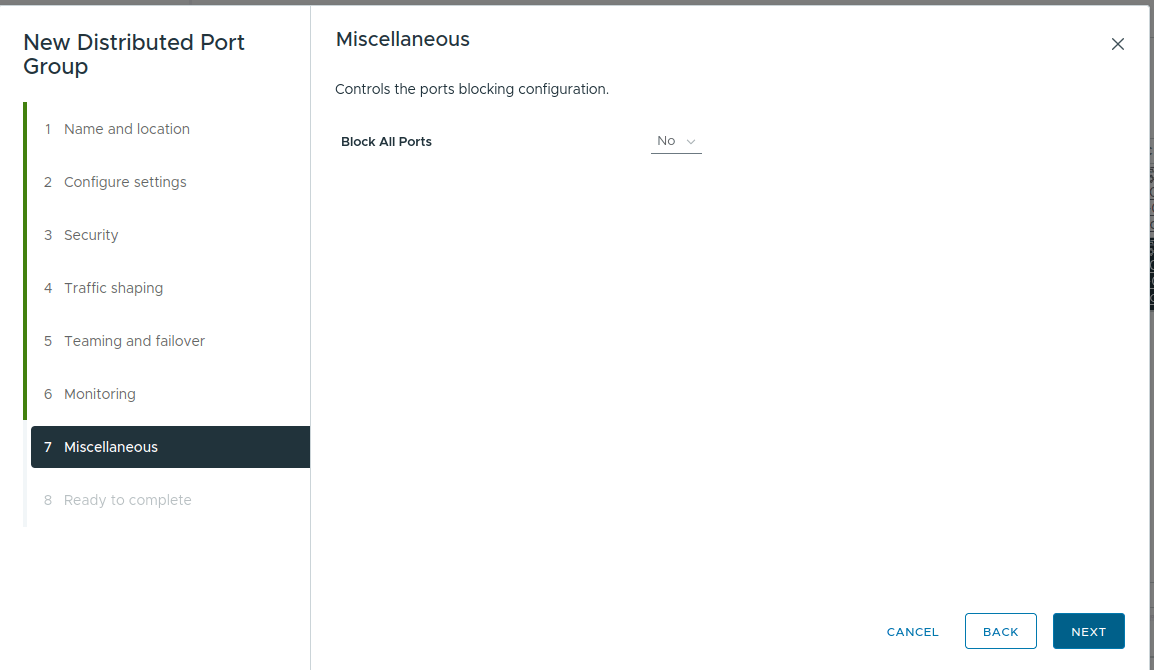 New Distributed Port
Group
1 Name and location
2 Configure settings
3 Security
4 Traffic shaping
5 Teaming and failover
6 Monitoring
7 Miscellaneous
8 Ready to complete
Miscellaneous
Controls the ports blocking configuration.
Block All Ports No
CANCEL BACK NEXT